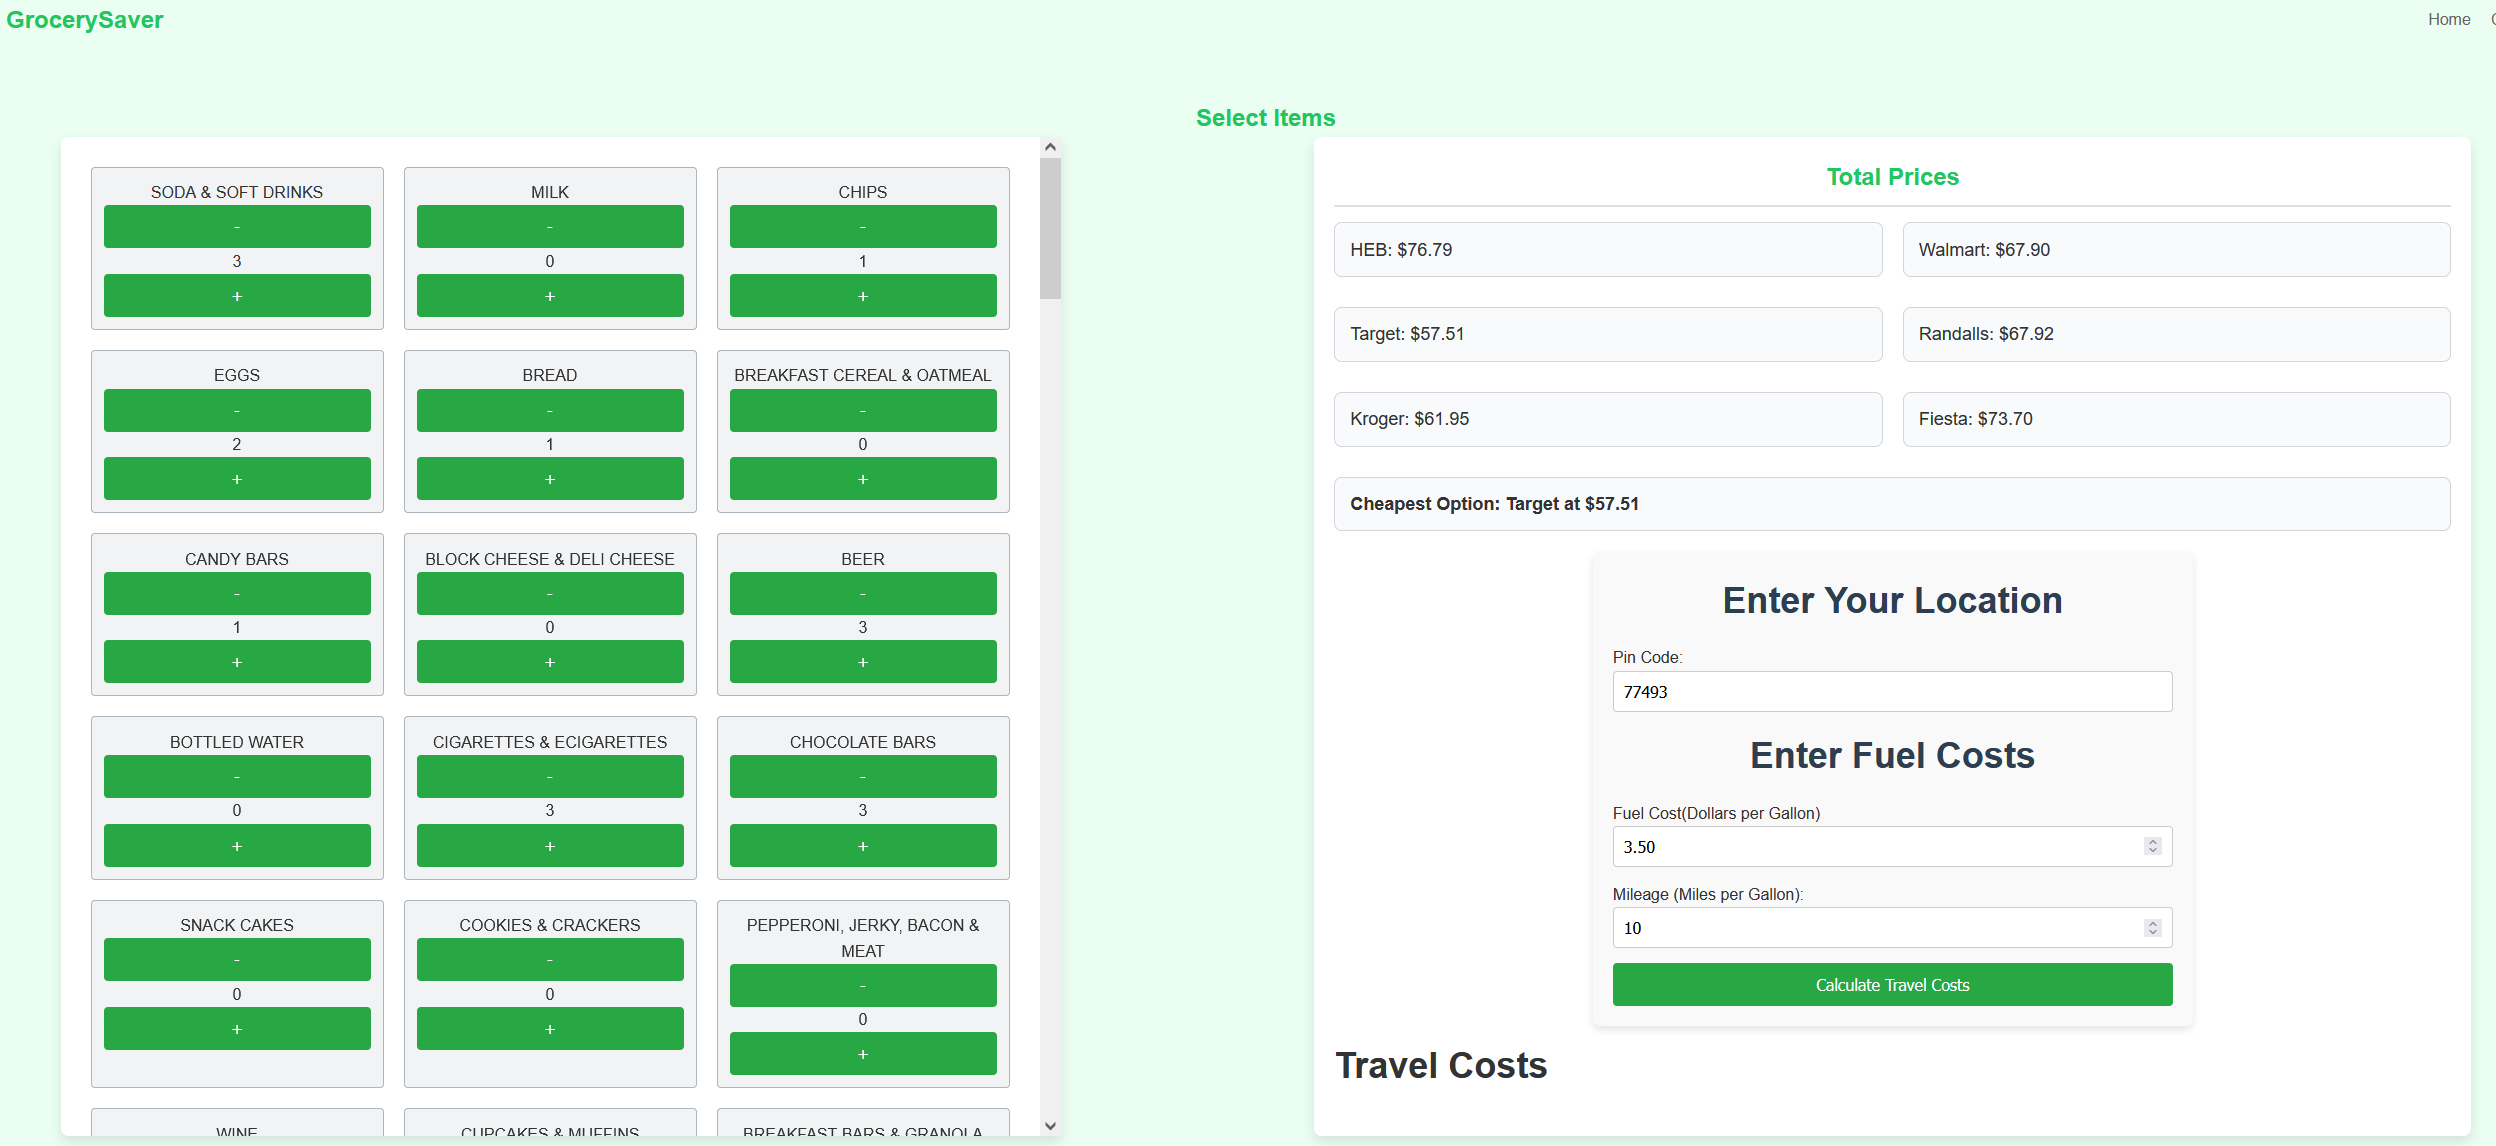 GrocerySaver
Home
Select Items
SODA & SOFT DRINKS
-
3
+
MILK
-
0
+
CHIPS
-
1
+
EGGS
-
2
+
BREAD
-
1
+
BREAKFAST CEREAL & OATMEAL
-
0
+
CANDY BARS
-
1
+
BLOCK CHEESE & DELI CHEESE
-
0
+
BEER
-
3
+
BOTTLED WATER
-
0
+
CIGARETTES & ECIGARETTES
-
3
+
CHOCOLATE BARS
-
3
+
SNACK CAKES
-
0
+
COOKIES & CRACKERS
-
0
+
PEPPERONI, JERKY, BACON &
MEAT
-
0
+
WINE
CUPCAKES & MUFFINS
BREAKFAST BARS & GRANOLA
Total Prices
HEB: $76.79
Walmart: $67.90
Target: $57.51
Randalls: $67.92
Kroger: $61.95
Fiesta: $73.70
Cheapest Option: Target at $57.51
Enter Your Location
Pin Code:
77493
Enter Fuel Costs
Fuel Cost(Dollars per Gallon)
3.50
Mileage (Miles per Gallon):
10
Calculate Travel Costs
Travel Costs